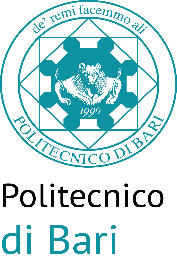 de' remi facemmo ali
1990
POLITECNICO DI BARI
Politecnico
di Bari